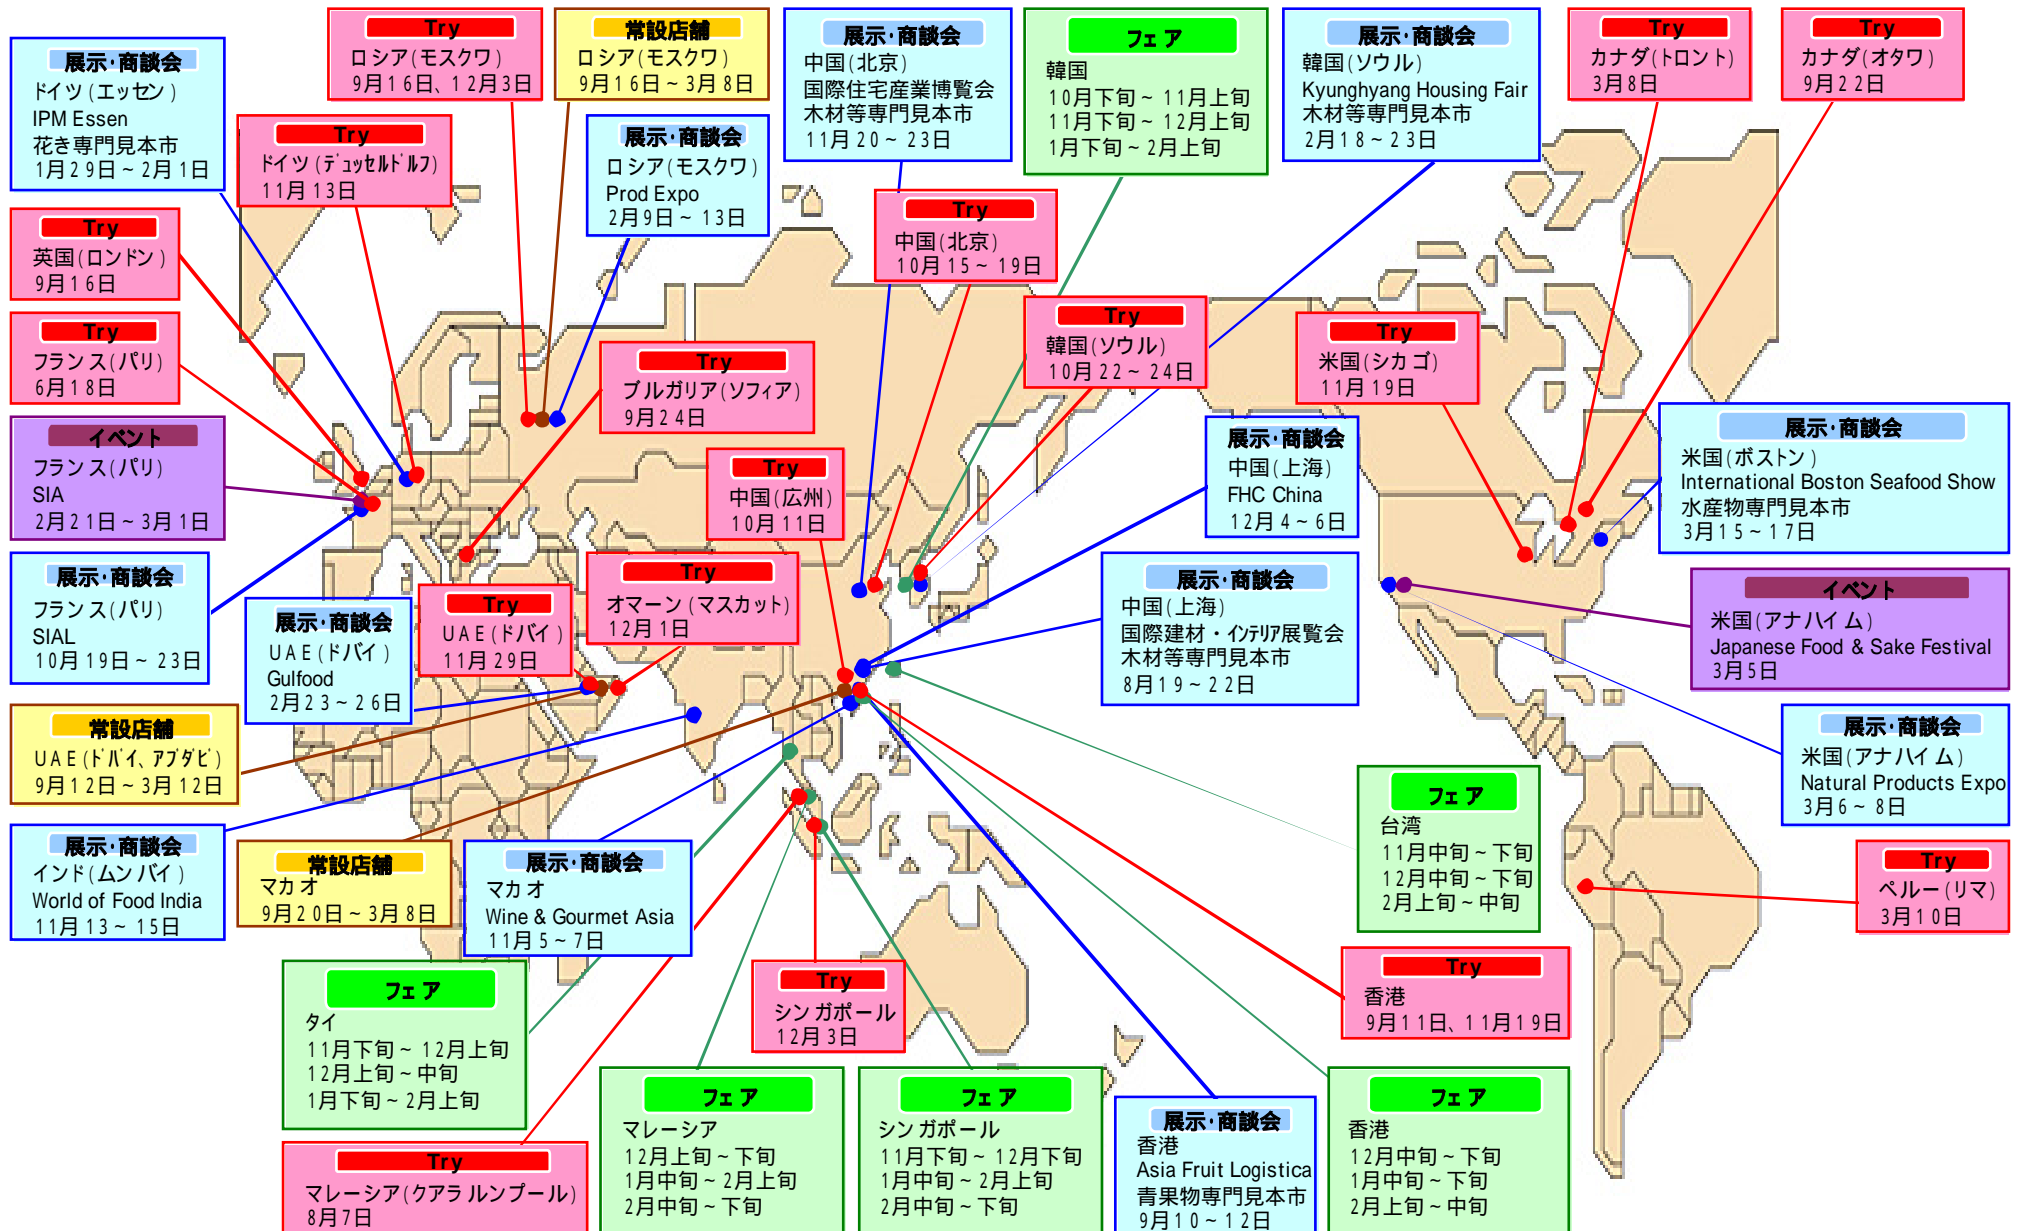 展示・商談会
ドイツ(エッセン)
IPM Essen
花き専門見本市
1月29日～2月1日
Try
ロシア(モスクワ)
9月16日、12月3日
常設店舗
ロシア(モスクワ)
9月16日～3月8日
展示・商談会
中国(北京)
国際住宅産業博覧会
木材等専門見本市
11月20～23日
フェア
韓国
10月下旬～11月上旬
11月下旬～12月上旬
1月下旬～2月上旬
展示・商談会
韓国(ソウル)
Kyunghyang Housing Fair
木材等専門見本市
2月18～23日
Try
カナダ(トロント)
3月8日
Try
カナダ(オタワ)
9月22日
Try
ドイツ(デュッセルドルフ)
11月13日
展示・商談会
ロシア(モスクワ)
Prod Expo
2月9日～13日
Try
中国(北京)
10月15～19日
Try
英国(ロンドン)
9月16日
Try
フランス(パリ)
6月18日
Try
ブルガリア(ソフィア)
9月24日
Try
韓国(ソウル)
10月22～24日
Try
米国(シカゴ)
11月19日
イベント
フランス(パリ)
SIA
2月21日～3月1日
Try
中国(広州)
10月11日
展示・商談会
中国(上海)
FHC China
12月4～6日
展示・商談会
米国(ボストン)
International Boston Seafood Show
水産物専門見本市
3月15～17日
展示・商談会
フランス(パリ)
SIAL
10月19日～23日
展示・商談会
UAE(ドバイ)
Gulfood
2月23～26日
Try
UAE(ドバイ)
11月29日
Try
オマーン(マスカット)
12月1日
展示・商談会
中国(上海)
国際建材・インテリア展覧会
木材等専門見本市
8月19～22日
イベント
米国(アナハイム)
Japanese Food & Sake Festival
3月5日
常設店舗
UAE(ドバイ、アブダビ)
9月12日～3月12日
展示・商談会
米国(アナハイム)
Natural Products Expo
3月6～8日
展示・商談会
インド(ムンバイ)
World of Food India
11月13～15日
常設店舗
マカオ
9月20日～3月8日
展示・商談会
マカオ
Wine & Gourmet Asia
11月5～7日
フェア
台湾
11月中旬～下旬
12月中旬～下旬
2月上旬～中旬
Try
ペルー(リマ)
3月10日
フェア
タイ
11月下旬～12月上旬
12月上旬～中旬
1月下旬～2月上旬
Try
シンガポール
12月3日
Try
香港
9月11日、11月19日
Try
マレーシア(クアラルンプール)
8月7日
フェア
マレーシア
12月上旬～下旬
1月中旬～2月上旬
2月中旬～下旬
フェア
シンガポール
11月下旬～12月下旬
1月中旬～2月上旬
2月中旬～下旬
展示・商談会
香港
Asia Fruit Logistica
青果物専門見本市
9月10～12日
フェア
香港
12月中旬～下旬
1月中旬～下旬
2月上旬～中旬